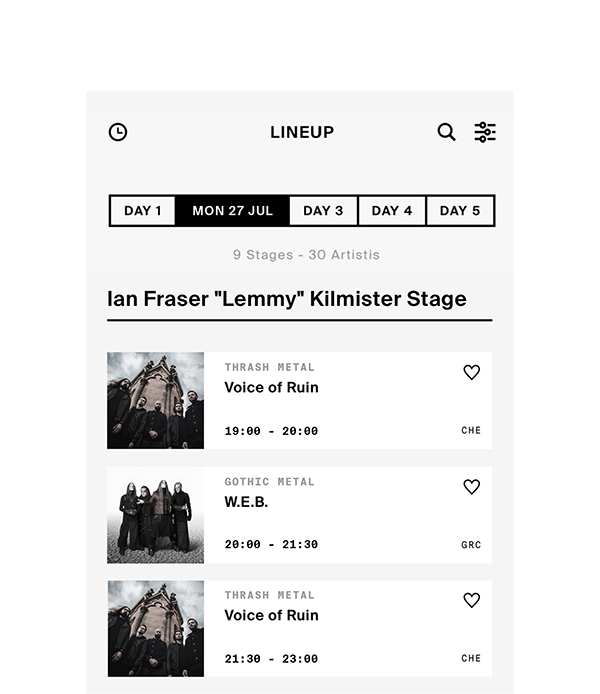 LINEUP
DAY 1 MON 27 JUL DAY 3 DAY 4 DAY 5
9 Stages - 30 Artistis
Ian Fraser "Lemmy" Kilmister Stage
THRASH METAL
Voice of Ruin
19:00 - 20:00 CHE
GOTHIC METAL
W.E.B.
20:00 - 21:30 GRC
THRASH METAL
Voice of Ruin
21:30 - 23:00 CHE